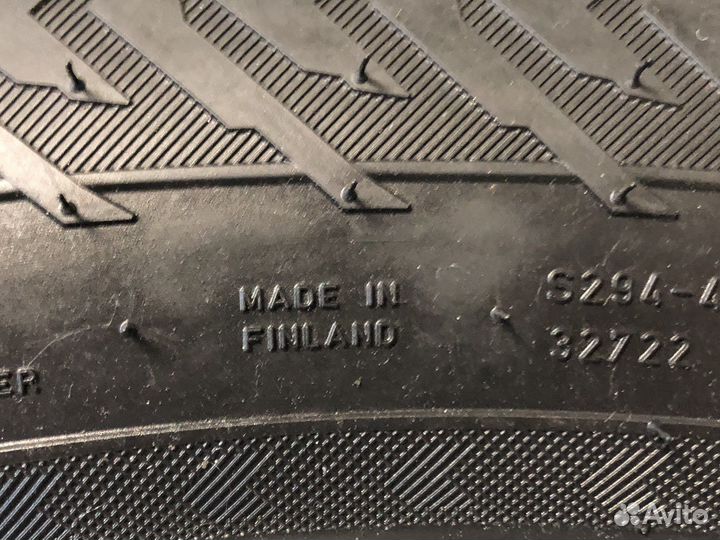 MADE IN
FINLAND
S294-4
32722
ER
Avito